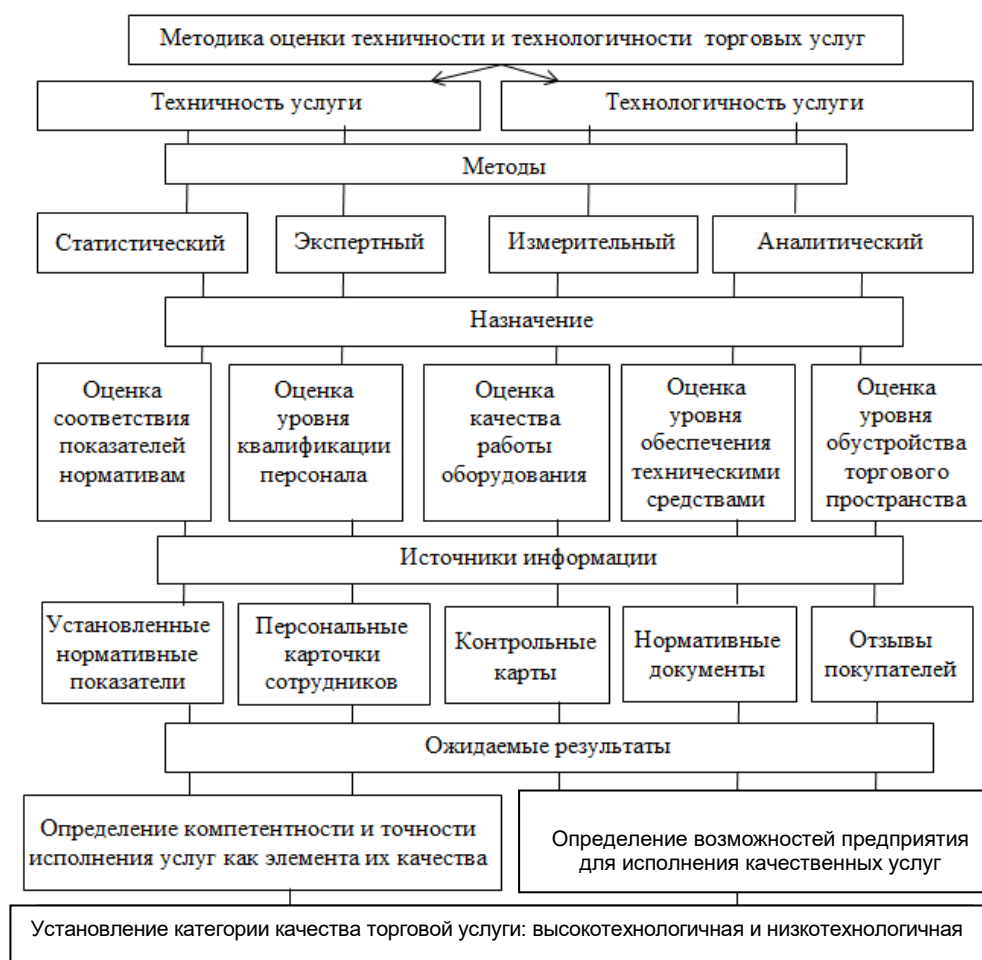 Методика оценки техничности и технологичности торговых услуг
Техничность услуги
Технологичность услуги
Методы
Статистический
Экспертный
Измерительный
Аналитический
Назначение
Оценка
соответствия
показателей
нормативам
Оценка
уровня
квалификации
персонала
Оценка
качества
работы
оборудования
Оценка
уровня
обеспечения
техническими
средствами
Оценка
уровня
обустройства
торгового
пространства
Источники информации
Установленные
нормативные
показатели
Персональные
карточки
сотрудников
Контрольные
карты
Нормативные
документы
Отзывы
покупателей
Ожидаемые результаты
Определение компетентности и точности
исполнения услуг как элемента их качества
Определение возможностей предприятия
для исполнения качественных услуг
Установление категории качества торговой услуги: высокотехнологичная и низкотехнологичная